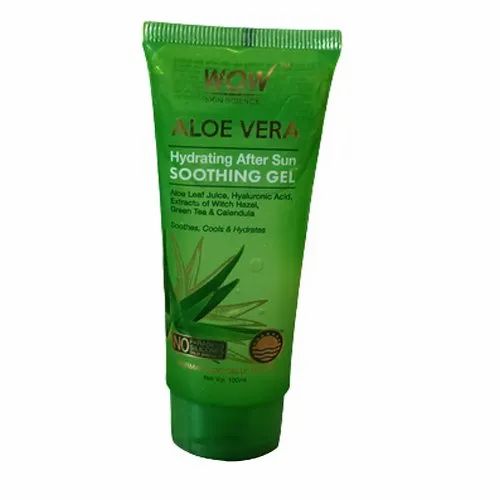 WOW
SKIN SCIENCE
ALOE VERA
Hydrating After Sun
SOOTHING GEL
Aloe Leaf Juice, Hyaluronic Acid,
Extracts of Witch Hazel,
Green Tea & Calendula
Soothes, Cools & Hydrates
NO
Net Vol. 100ml